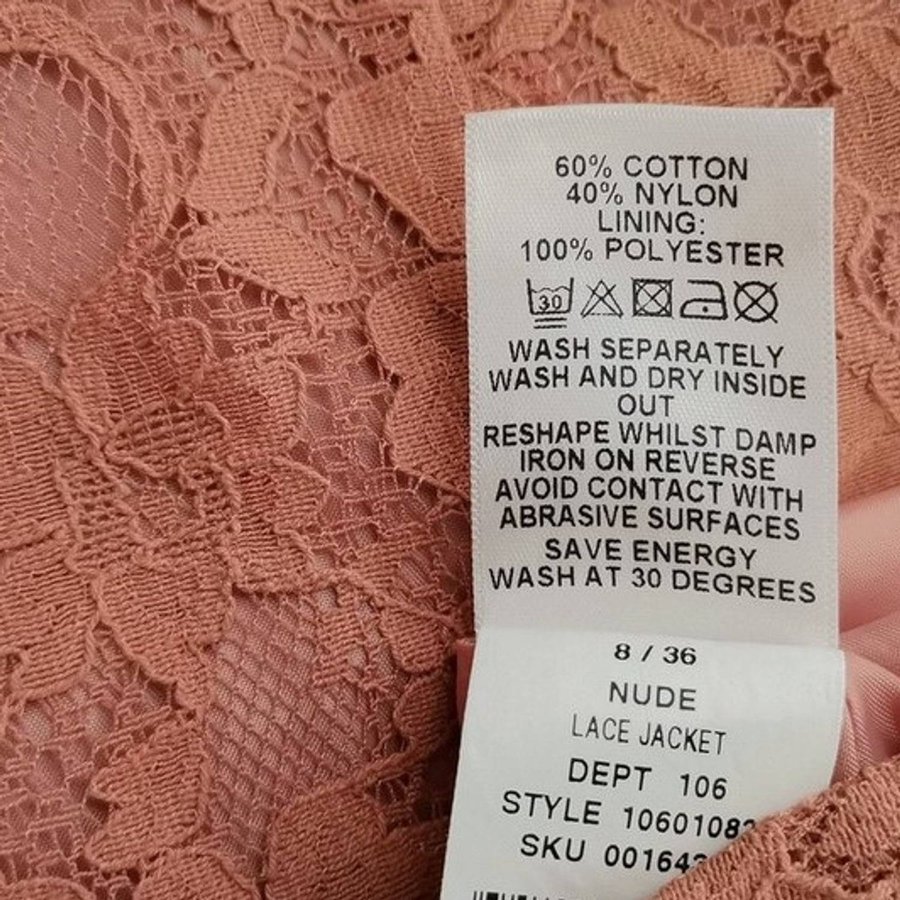 60% COTTON
40% NYLON
LINING:
100% POLYESTER
30
WASH SEPARATELY
WASH AND DRY INSIDE
OUT
RESHAPE WHILST DAMP
IRON ON REVERSE
AVOID CONTACT WITH
ABRASIVE SURFACES
SAVE ENERGY
WASH AT 30 DEGREES
8 / 36
NUDE
LACE JACKET
DEPT 106
STYLE
SKU